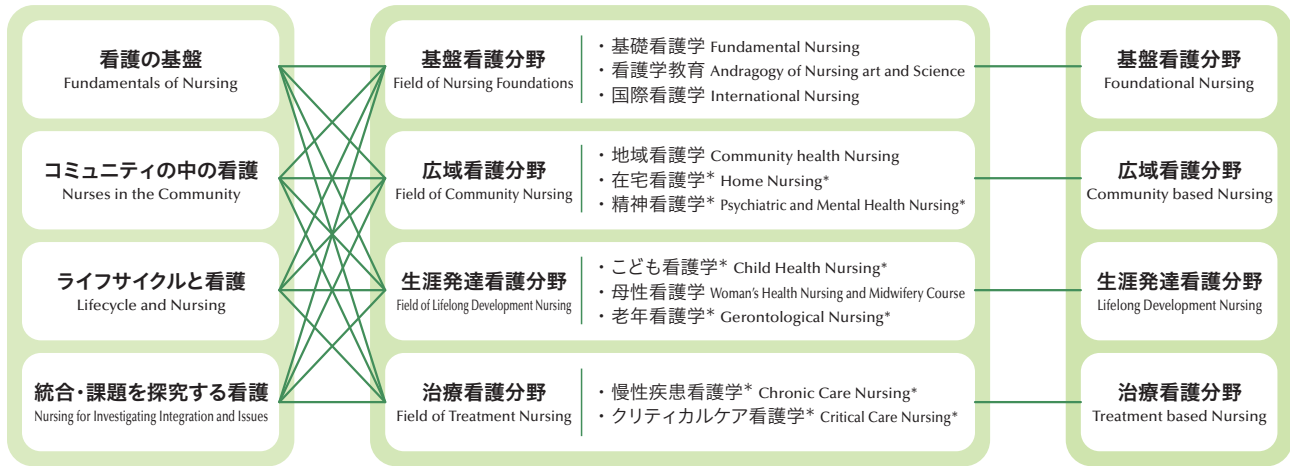 看護の基盤
Fundamentals of Nursing
コミュニティの中の看護
Nurses in the Community
ライフサイクルと看護
Lifecycle and Nursing
統合・課題を探究する看護
Nursing for Investigating Integration and Issues
基盤看護分野
Field of Nursing Foundations
・基礎看護学 Fundamental Nursing
・看護学教育 Andragogy of Nursing art and Science
・国際看護学 International Nursing
広域看護分野
Field of Community Nursing
・地域看護学 Community health Nursing
・在宅看護学* Home Nursing*
・精神看護学* Psychiatric and Mental Health Nursing*
生涯発達看護分野
Field of Lifelong Development Nursing
・こども看護学* Child Health Nursing*
・母性看護学 Woman's Health Nursing and Midwifery Course
・老年看護学* Gerontological Nursing*
治療看護分野
Field of Treatment Nursing
・慢性疾患看護学* Chronic Care Nursing*
・クリティカルケア看護学* Critical Care Nursing*
基盤看護分野
Foundational Nursing
広域看護分野
Community based Nursing
生涯発達看護分野
Lifelong Development Nursing
治療看護分野
Treatment based Nursing